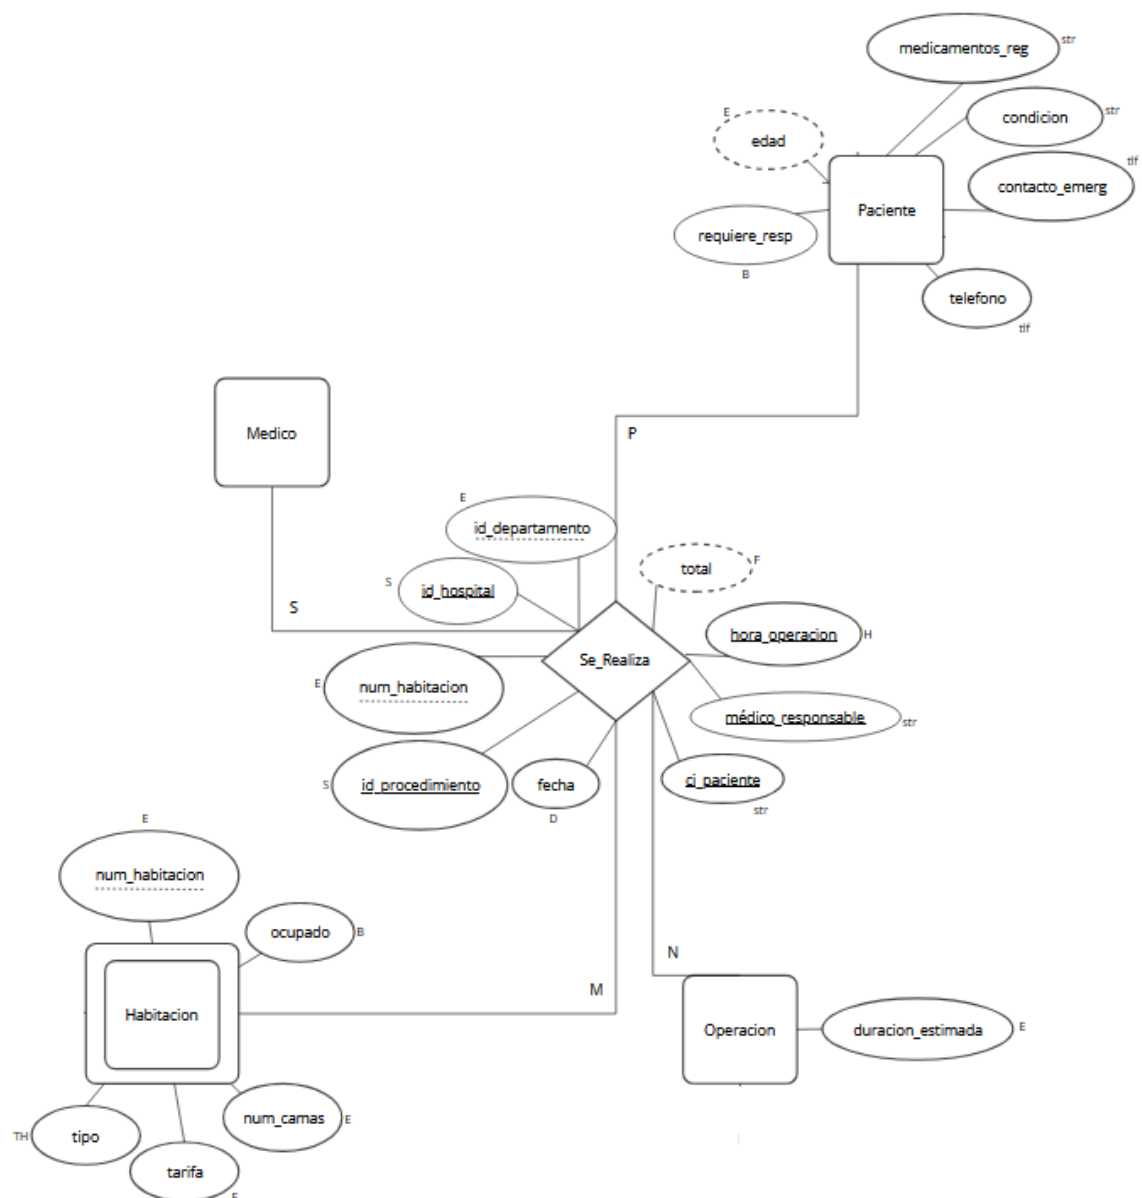 medicamentos_reg
str
E
edad
condicion
str
tlf
contacto_emerg
Paciente
requiere_resp
B
telefono
tlf
Medico
P
E
id_departamento
S
id_hospital
total
F
S
hora_operacion
H
Se_Realiza
E
num_habitacion
médico_responsable
str
S
id_procedimiento
fecha
D
ci_paciente
str
E
num_habitacion
ocupado
B
N
M
Habitacion
Operacion
duracion_estimada
E
num_camas
E
TH
tipo
tarifa